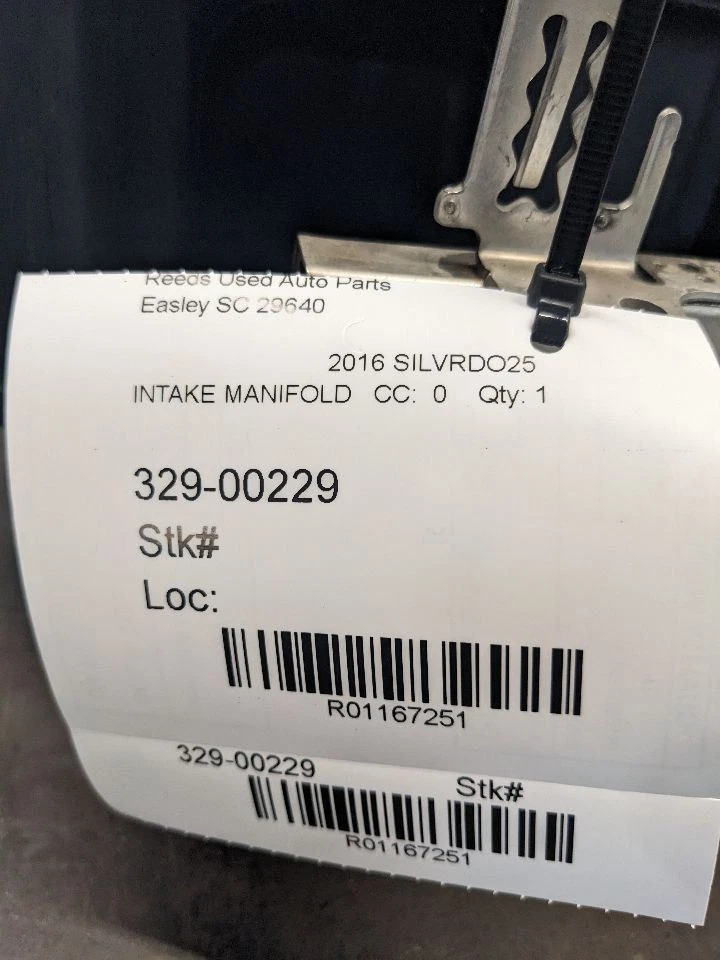 Reeds Used Auto Parts
Easley SC 29640
2016 SILVRDO25
INTAKE MANIFOLD CC: 0 Qty: 1
329-00229
Stk#
Loc:
R01167251
329-00229 Stk#
R01167251